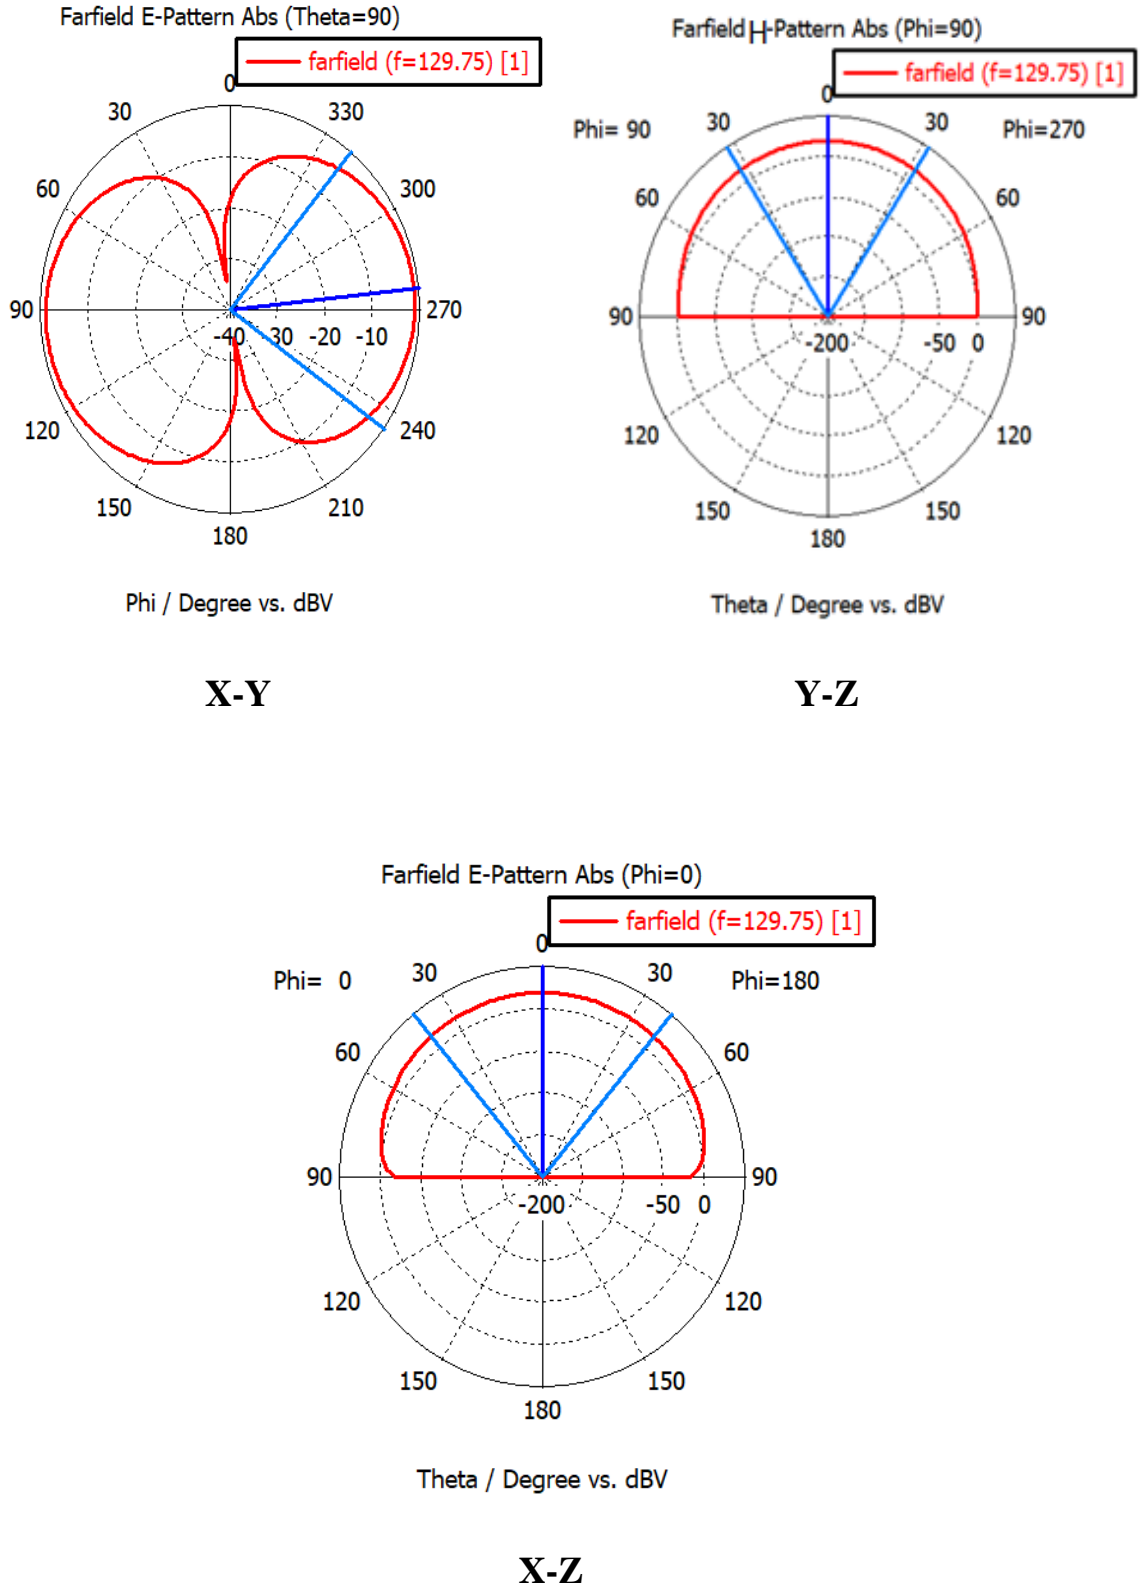 Farfield E-Pattern Abs (Theta=90)
farfield (f=129.75) [1]
0
30
330
60
300
90
270
-40
30
-20
-10
120
240
150
210
180
Phi / Degree vs. dBV
X-Y
Farfield H-Pattern Abs (Phi=90)
farfield (f=129.75) [1]
0
Phi= 90
30
30
Phi=270
60
60
90
90
-200
-50
0
120
120
150
150
180
Theta / Degree vs. dBV
Y-Z
Farfield E-Pattern Abs (Phi=0)
farfield (f=129.75) [1]
0
Phi= 0
30
30
Phi=180
60
60
90
90
-200
-50
0
120
120
150
150
180
Theta / Degree vs. dBV
X-Z